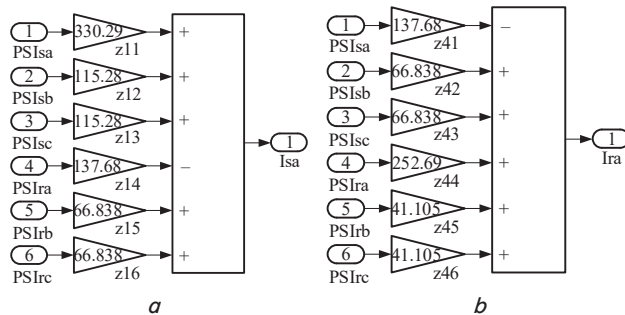 1 330.29 +
PSIsa z11
2 115.28 +
PSIsb z12
3 115.28 +
PSIsc z13
1
Isa
4 137.68 −
PSIra z14
5 66.838 +
PSIrb z15
6 66.838 +
PSIrc z16
a
1 137.68 −
PSIsa z41
2 66.838 +
PSIsb z42
3 66.838 +
PSIsc z43
1
Ira
4 252.69 +
PSIra z44
5 41.105 +
PSIrb z45
6 41.105 +
PSIrc z46
b